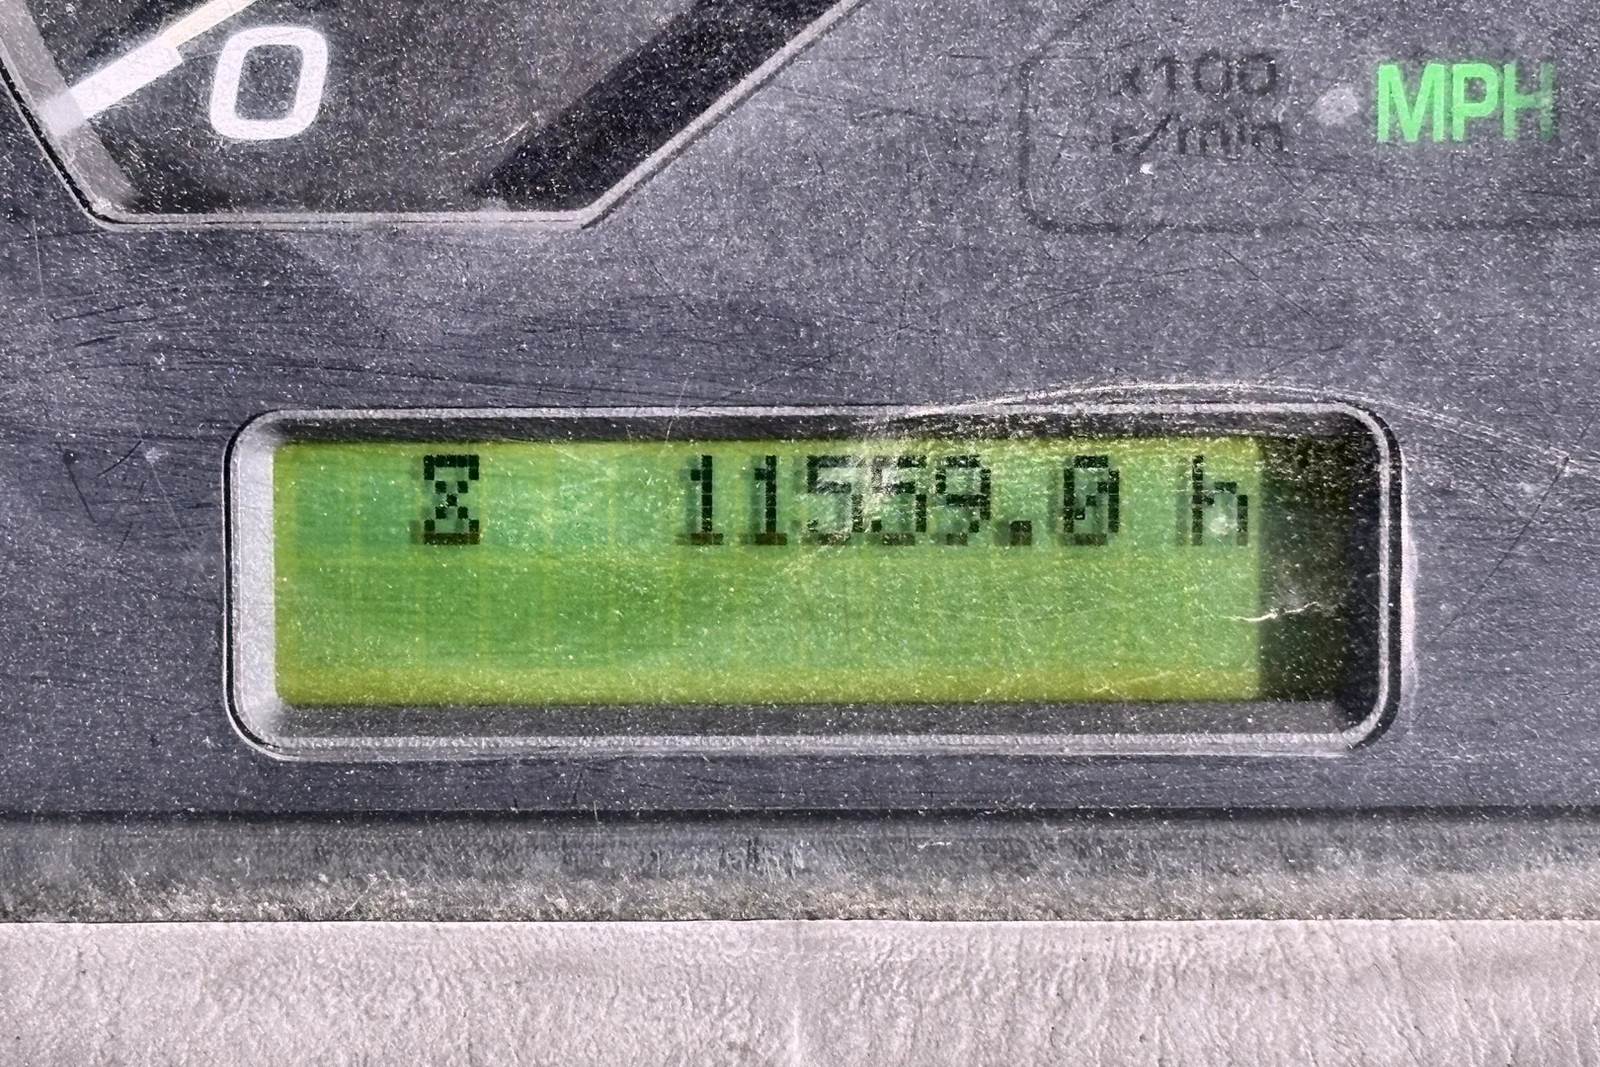 0
x100
r/min
MPH
⌛ 11559.0 h